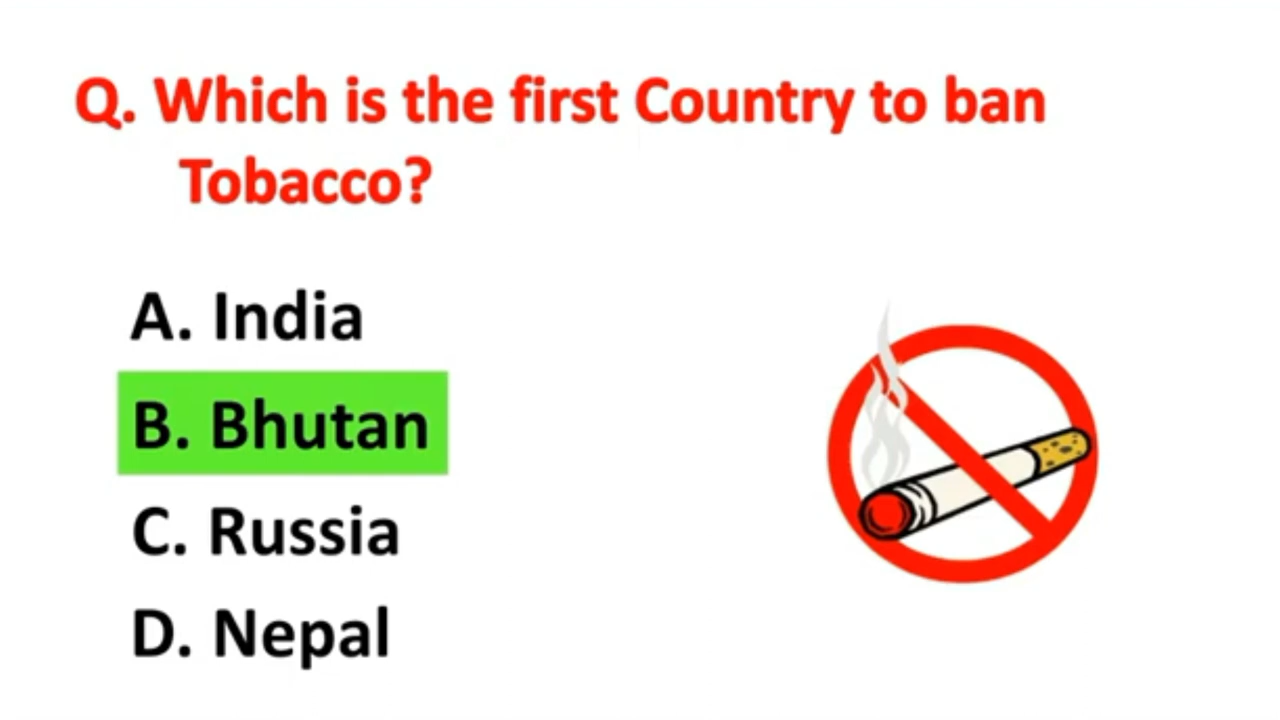 Q. Which is the first Country to ban
Tobacco?
A. India
B. Bhutan
C. Russia
D. Nepal